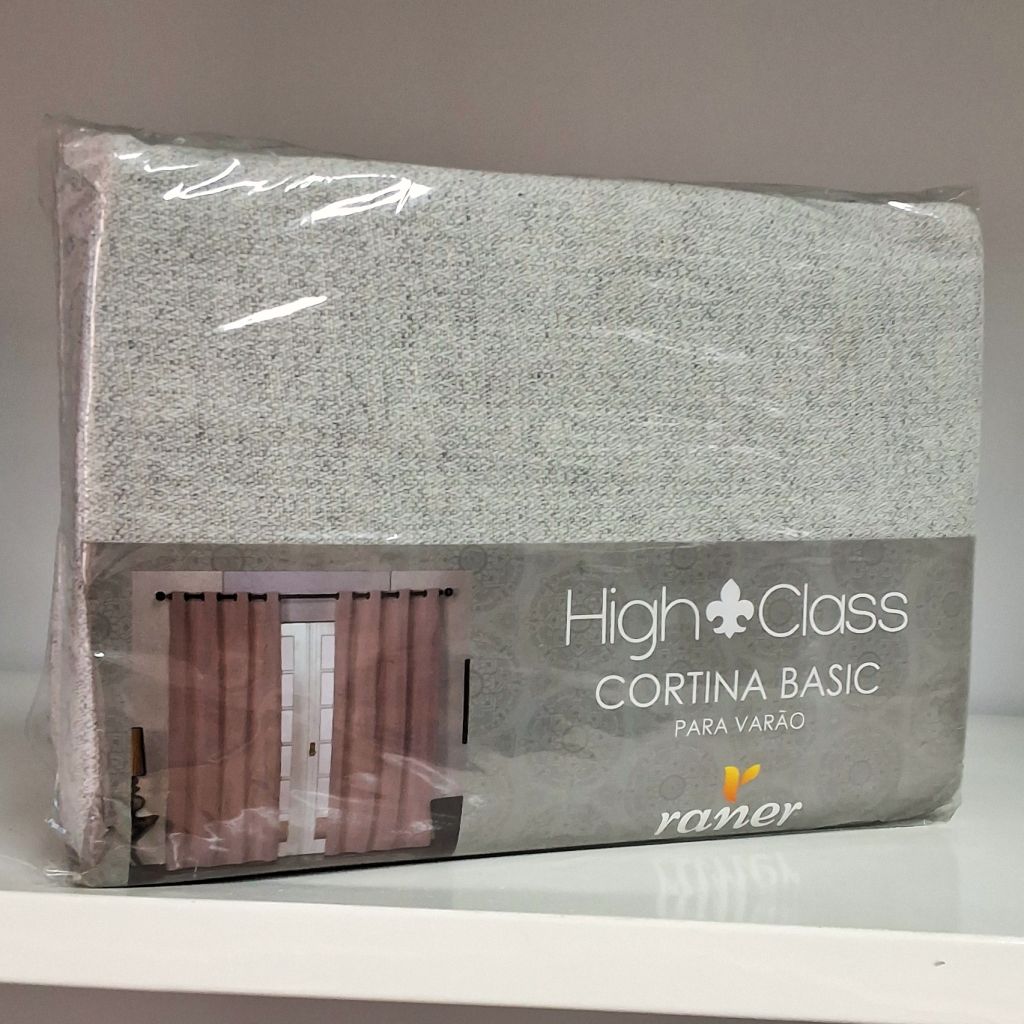 High Class
CORTINA BASIC
PARA VARÃO
raner